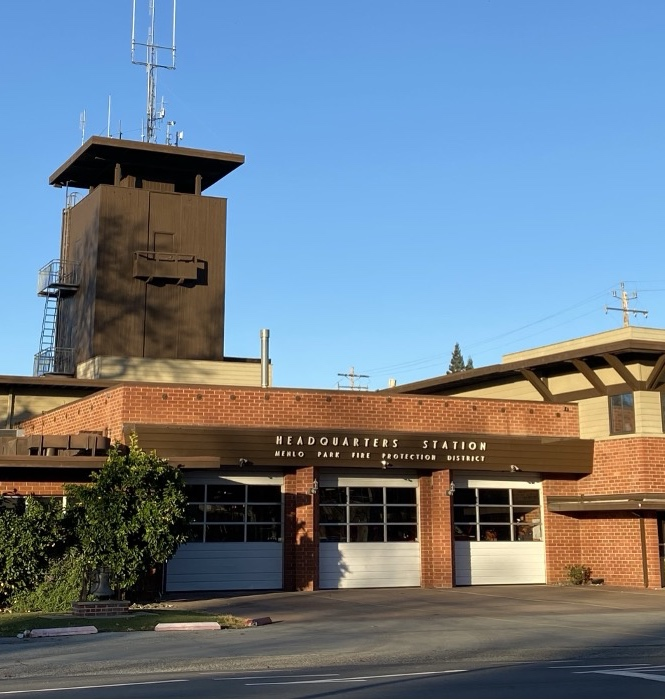 HEADQUARTERS STATION
MENLO PARK FIRE PROTECTION DISTRICT